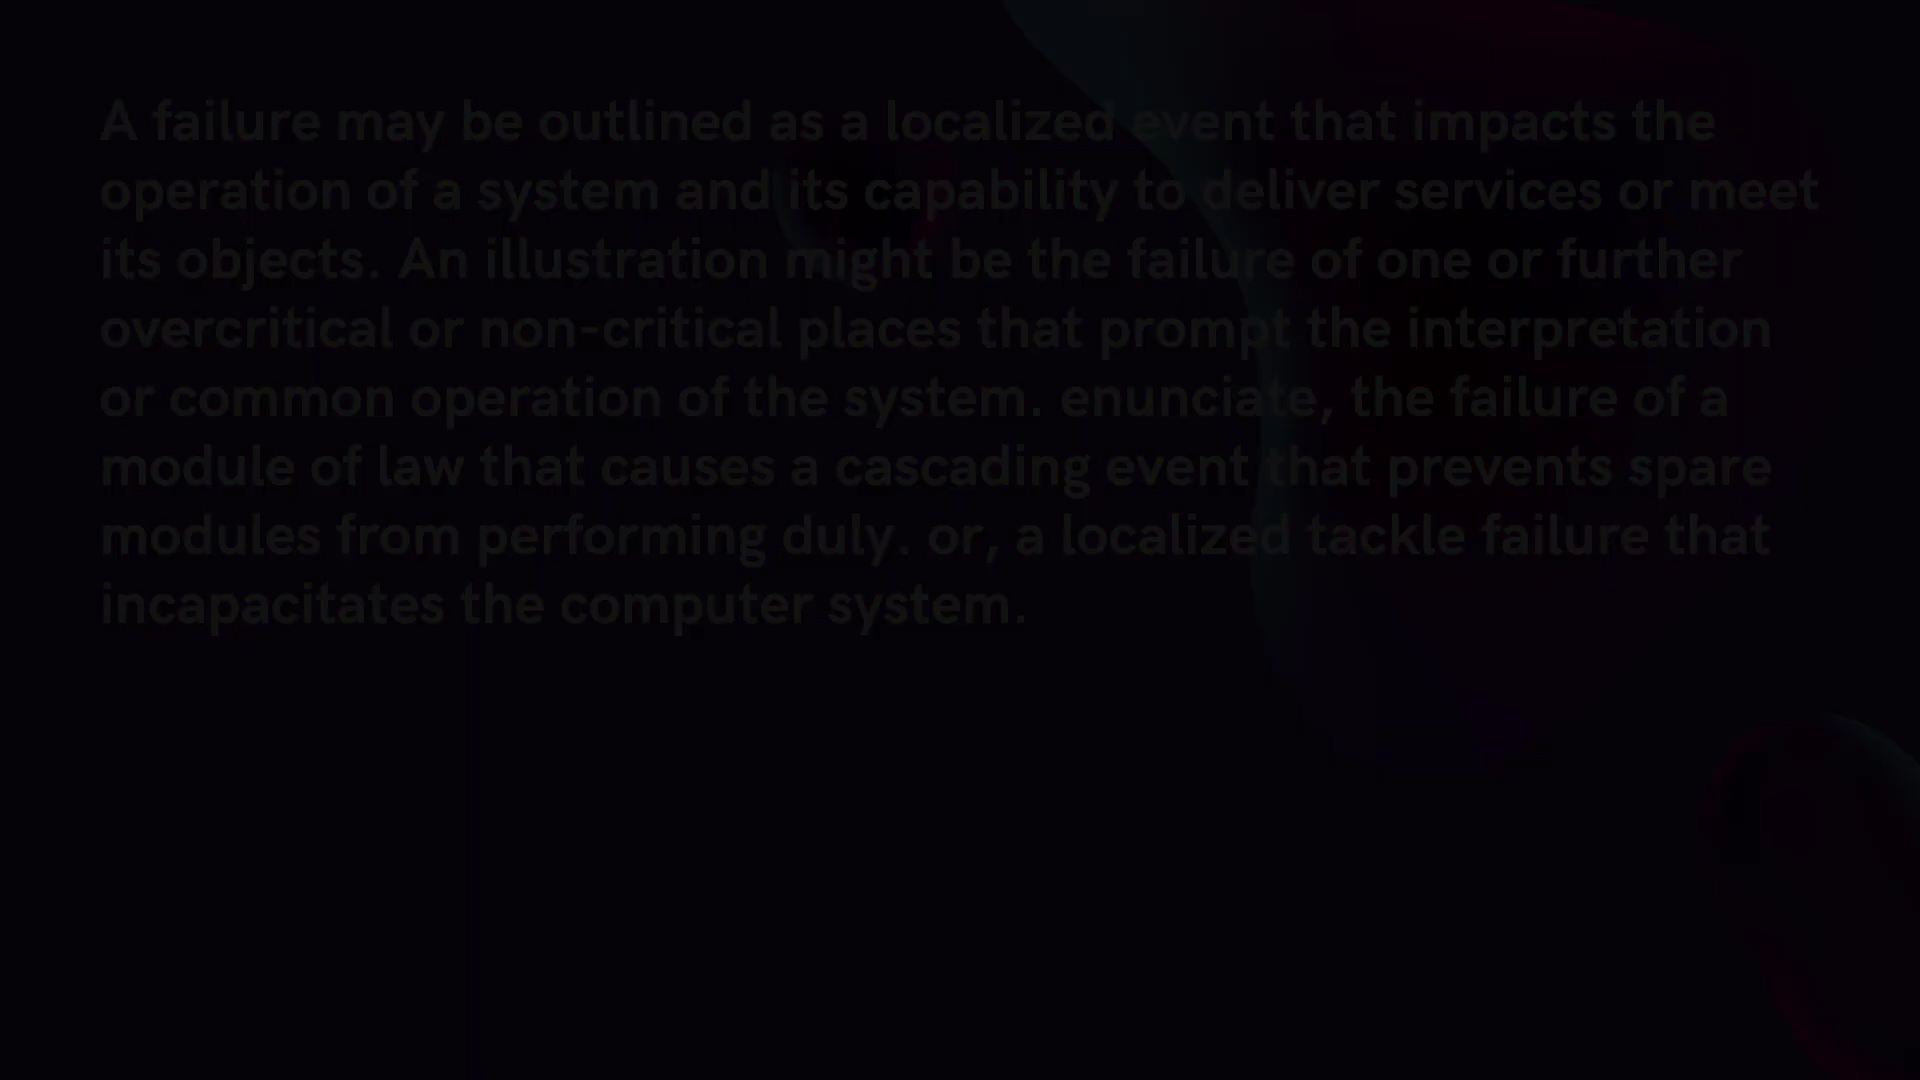 A failure may be outlined as a localized event that impacts the
operation of a system and its capability to deliver services or meet
its objects. An illustration might be the failure of one or further
overcritical or non-critical places that prompt the interpretation
or common operation of the system. enunciate, the failure of a
module of law that causes a cascading event that prevents spare
modules from performing duly. or, a localized tackle failure that
incapacitates the computer system.